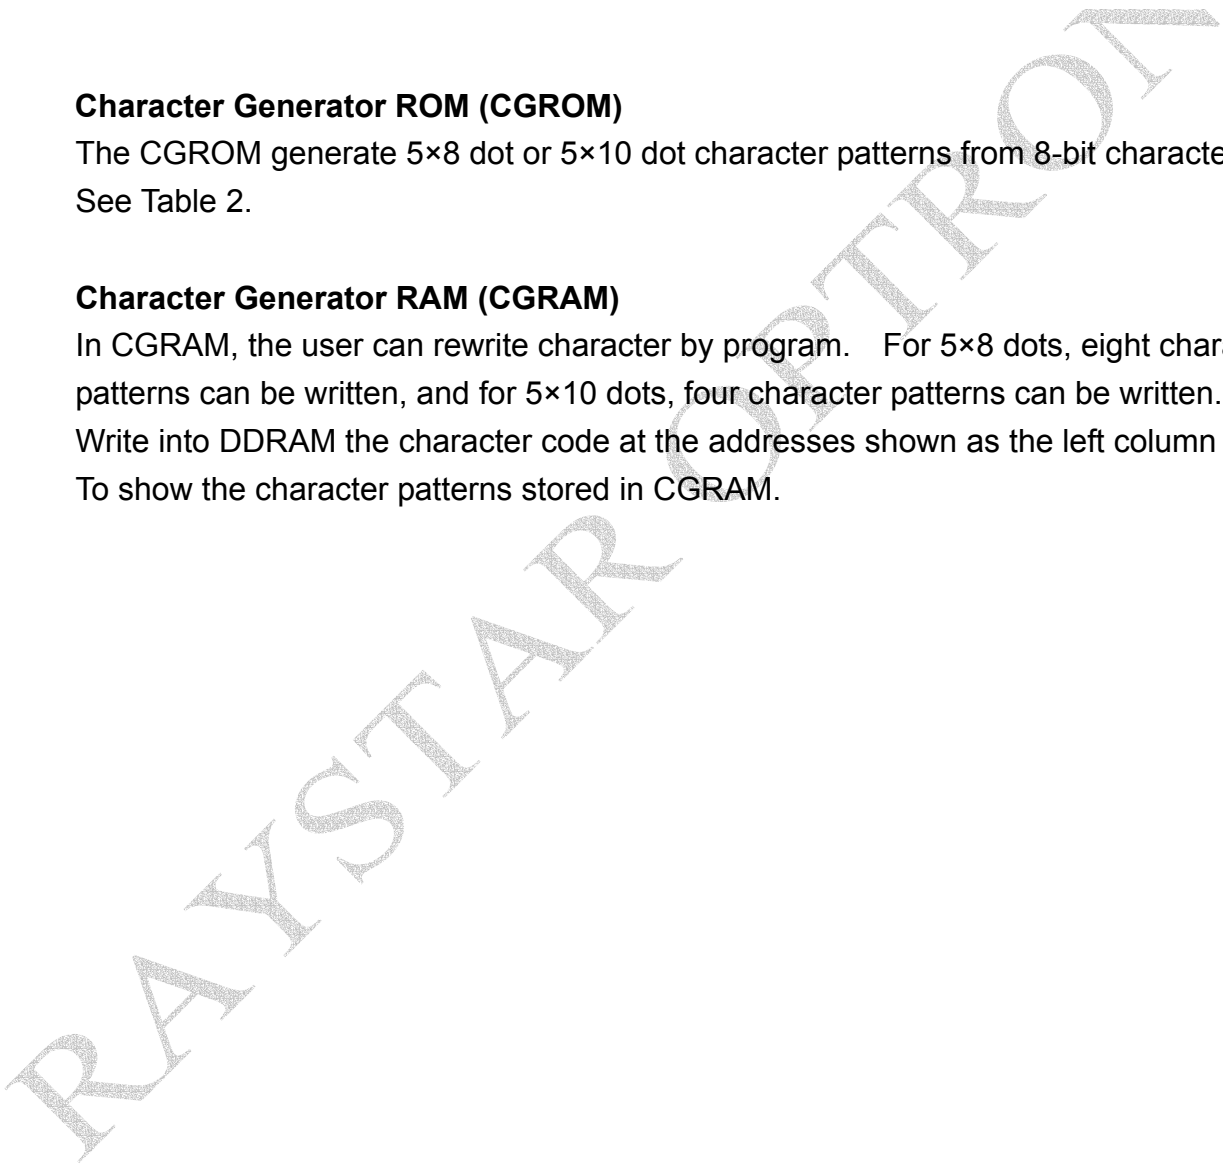 Character Generator ROM (CGROM)
The CGROM generate 5×8 dot or 5×10 dot character patterns from 8-bit
See Table 2.
Character Generator RAM (CGRAM)
In CGRAM, the user can rewrite character by program. For 5×8 dots, eight
patterns can be written, and for 5×10 dots, four character patterns can be written.
Write into DDRAM the character code at the addresses shown as the left column
To show the character patterns stored in CGRAM.
RAYSTAR OPTRON